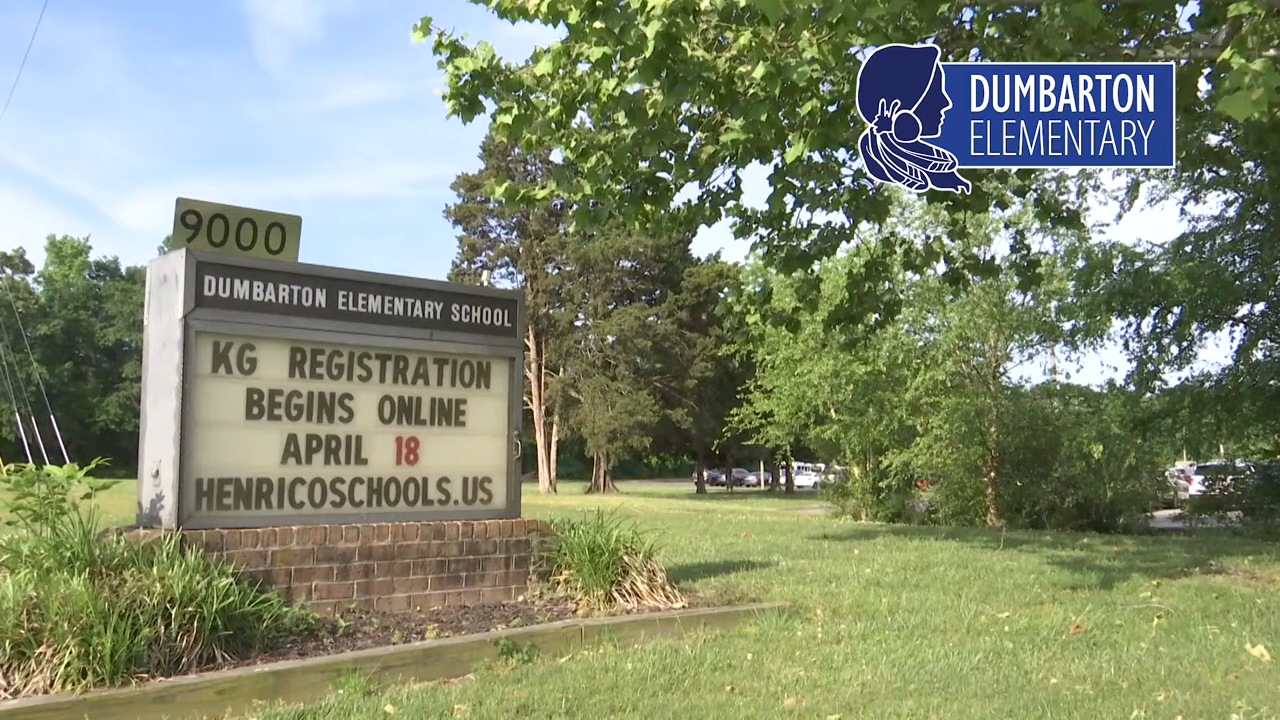 DUMBARTON
ELEMENTARY
9000
DUMBARTON ELEMENTARY SCHOOL
KG REGISTRATION
BEGINS ONLINE
APRIL 18
HENRICOSCHOOLS.US